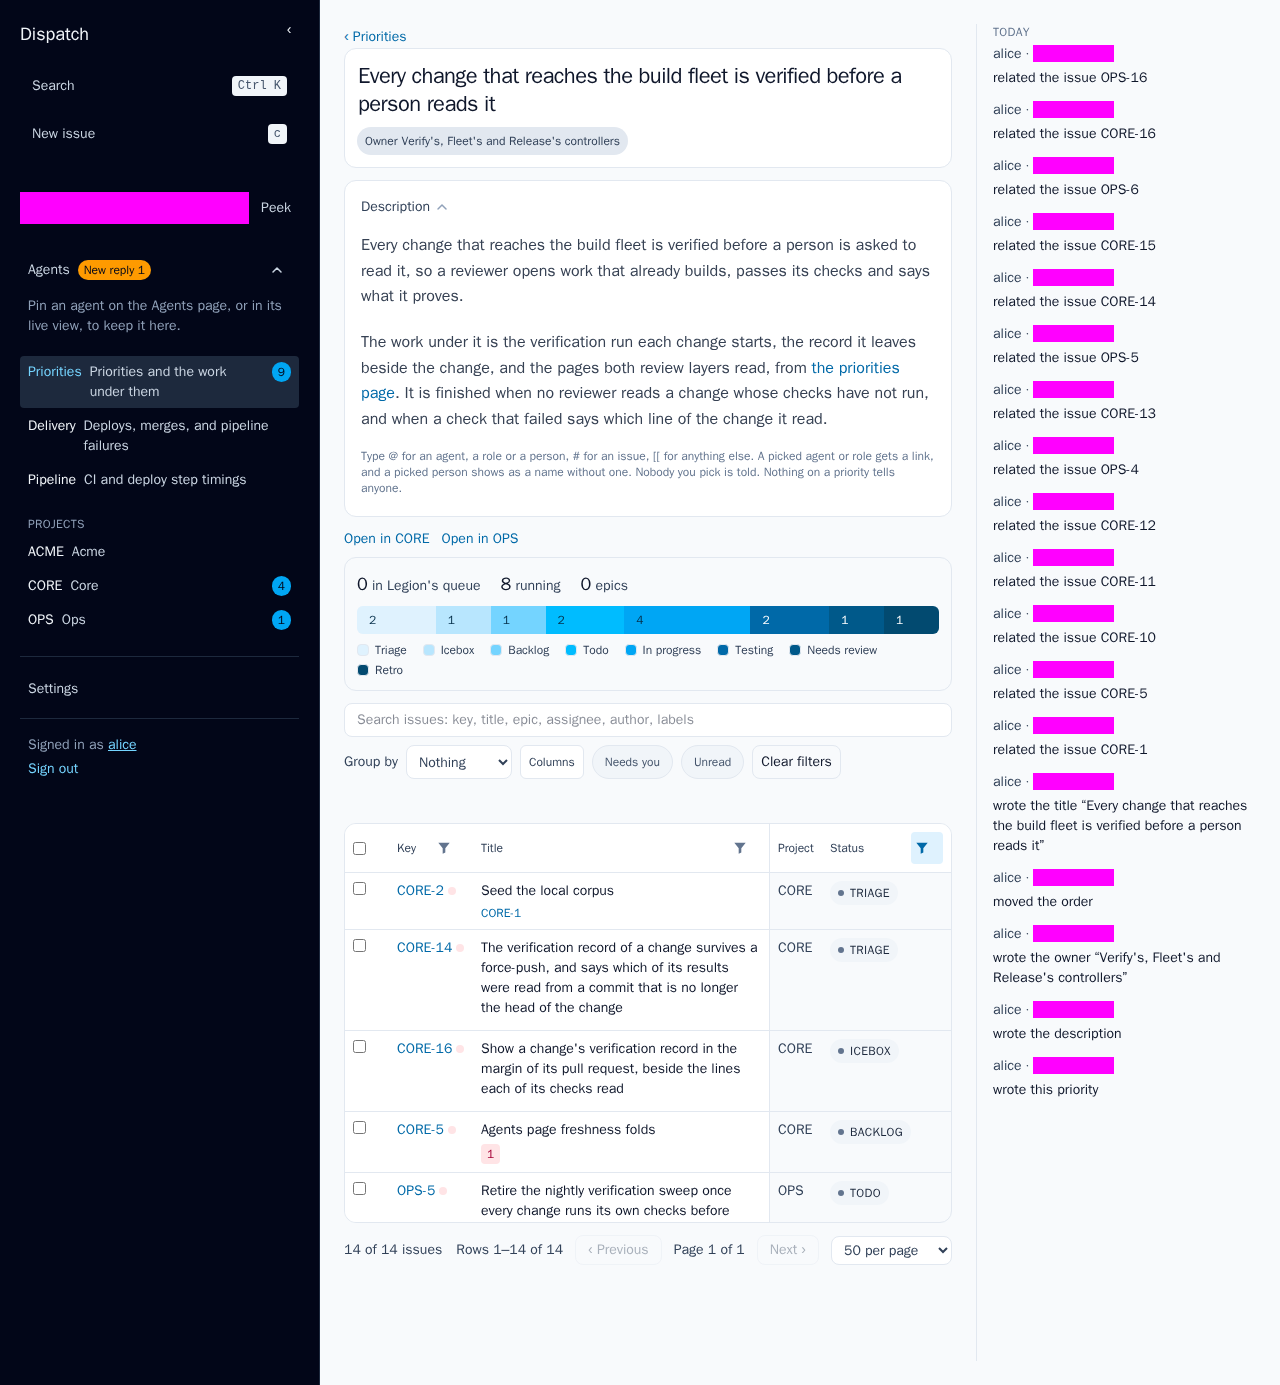 Dispatch
‹
Search
Ctrl K
New issue
C
Peek
Agents
New reply 1
Pin an agent on the Agents page, or in its
live view, to keep it here.
Priorities
Priorities and the work
under them
9
Delivery
Deploys, merges, and pipeline
failures
Pipeline
CI and deploy step timings
PROJECTS
ACME Acme
CORE Core
4
OPS Ops
1
Settings
Signed in as alice
Sign out
‹ Priorities
Every change that reaches the build fleet is verified before a
person reads it
Owner Verify's, Fleet's and Release's controllers
Description
Every change that reaches the build fleet is verified before a person is asked to
read it, so a reviewer opens work that already builds, passes its checks and says
what it proves.
The work under it is the verification run each change starts, the record it leaves
beside the change, and the pages both review layers read, from the priorities
page. It is finished when no reviewer reads a change whose checks have not run,
and when a check that failed says which line of the change it read.
Type @ for an agent, a role or a person, # for an issue, [[ for anything else. A picked agent or role gets a link,
and a picked person shows as a name without one. Nobody you pick is told. Nothing on a priority tells
anyone.
Open in CORE Open in OPS
0 in Legion's queue 8 running 0 epics
2 1 1 2 4 2 1 1
Triage Icebox Backlog Todo In progress Testing Needs review
Retro
Search issues: key, title, epic, assignee, author, labels
Group by Nothing Columns Needs you Unread Clear filters
Key Title Project Status
CORE-2 Seed the local corpus CORE TRIAGE
CORE-1
CORE-14 The verification record of a change survives a CORE TRIAGE
force-push, and says which of its results
were read from a commit that is no longer
the head of the change
CORE-16 Show a change's verification record in the CORE ICEBOX
margin of its pull request, beside the lines
each of its checks read
CORE-5 Agents page freshness folds CORE BACKLOG
1
OPS-5 Retire the nightly verification sweep once OPS TODO
every change runs its own checks before
14 of 14 issues Rows 1–14 of 14 ‹ Previous Page 1 of 1 Next › 50 per page
TODAY
alice ·
related the issue OPS-16
alice ·
related the issue CORE-16
alice ·
related the issue OPS-6
alice ·
related the issue CORE-15
alice ·
related the issue CORE-14
alice ·
related the issue OPS-5
alice ·
related the issue CORE-13
alice ·
related the issue OPS-4
alice ·
related the issue CORE-12
alice ·
related the issue CORE-11
alice ·
related the issue CORE-10
alice ·
related the issue CORE-5
alice ·
related the issue CORE-1
alice ·
wrote the title “Every change that reaches
the build fleet is verified before a person
reads it”
alice ·
moved the order
alice ·
wrote the owner “Verify's, Fleet's and
Release's controllers”
alice ·
wrote the description
alice ·
wrote this priority